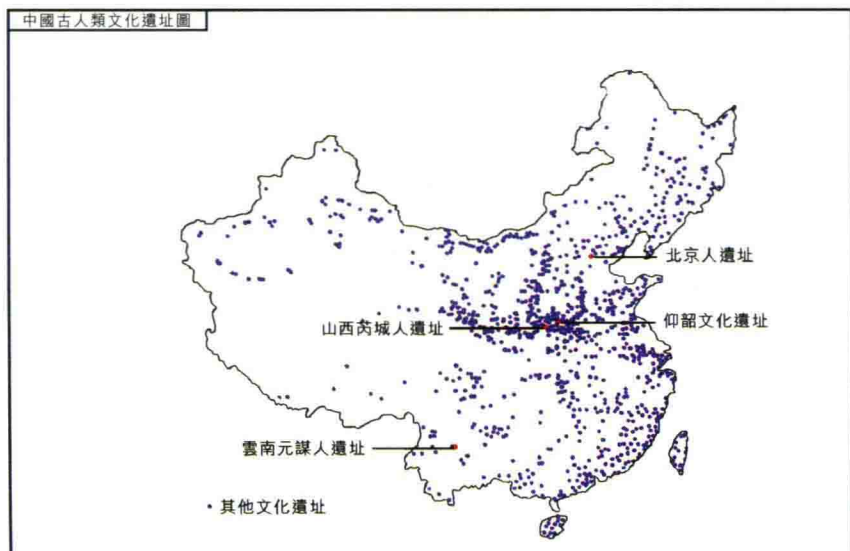 中國古人類文化遺址圖
北京人遺址
仰韶文化遺址
山西芮城人遺址
雲南元謀人遺址
其他文化遺址